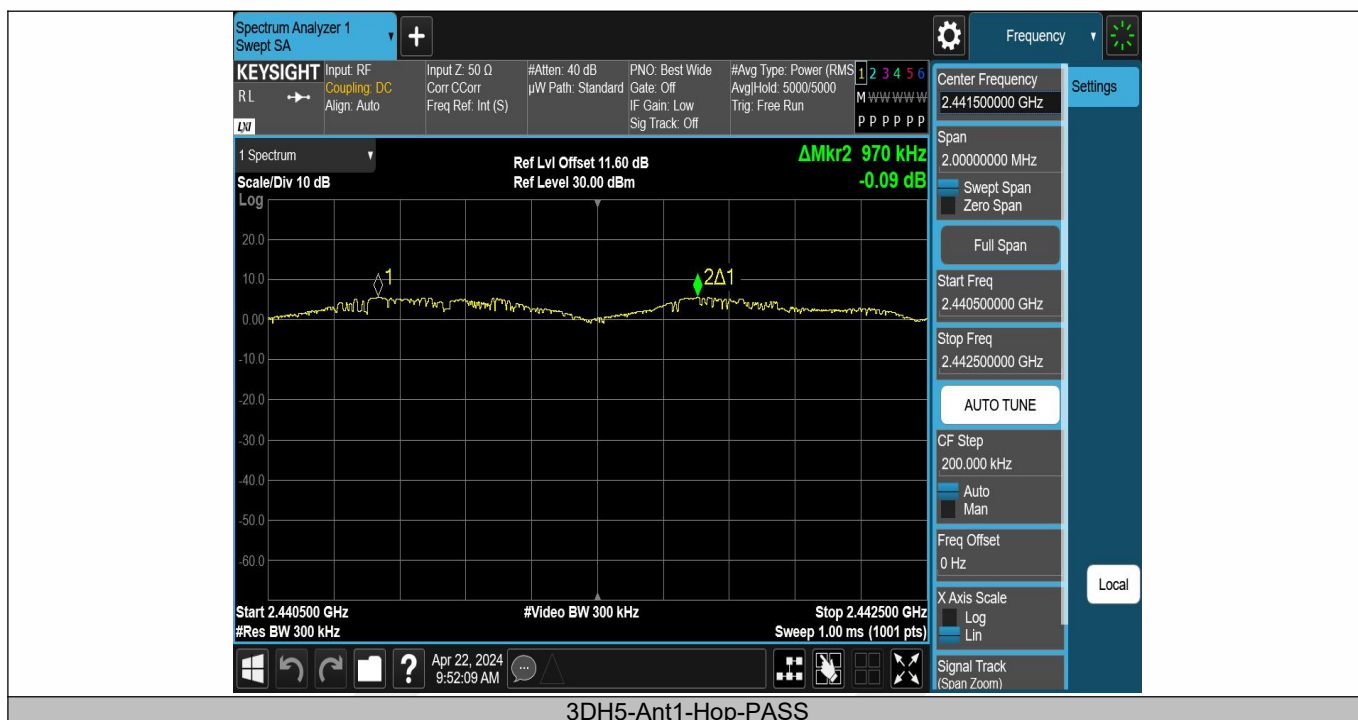 Spectrum Analyzer 1
Swept SA
+
Frequency
KEYSIGHT
RL
LXI
Input: RF
Coupling: DC
Align: Auto
Input Z: 50 Ω
Corr CCorr
Freq Ref: Int (S)
#Atten: 40 dB
µW Path: Standard
PNO: Best Wide
Gate: Off
IF Gain: Low
Sig Track: Off
#Avg Type: Power (RMS
Avg|Hold: 5000/5000
Trig: Free Run
1 2 3 4 5 6
M W W W W W
P P P P P P
1 Spectrum
Scale/Div 10 dB
Log
Ref Lvl Offset 11.60 dB
Ref Level 30.00 dBm
ΔMkr2 970 kHz
-0.09 dB
20.0
10.0
0.00
-10.0
-20.0
-30.0
-40.0
-50.0
-60.0
1
2Δ1
Start 2.440500 GHz
#Res BW 300 kHz
#Video BW 300 kHz
Stop 2.442500 GHz
Sweep 1.00 ms (1001 pts)
Center Frequency
2.441500000 GHz
Settings
Span
2.00000000 MHz
Swept Span
Zero Span
Full Span
Start Freq
2.440500000 GHz
Stop Freq
2.442500000 GHz
AUTO TUNE
CF Step
200.000 kHz
Auto
Man
Freq Offset
0 Hz
X Axis Scale
Log
Lin
Local
Signal Track
(Span Zoom)
?
Apr 22, 2024
9:52:09 AM
3DH5-Ant1-Hop-PASS